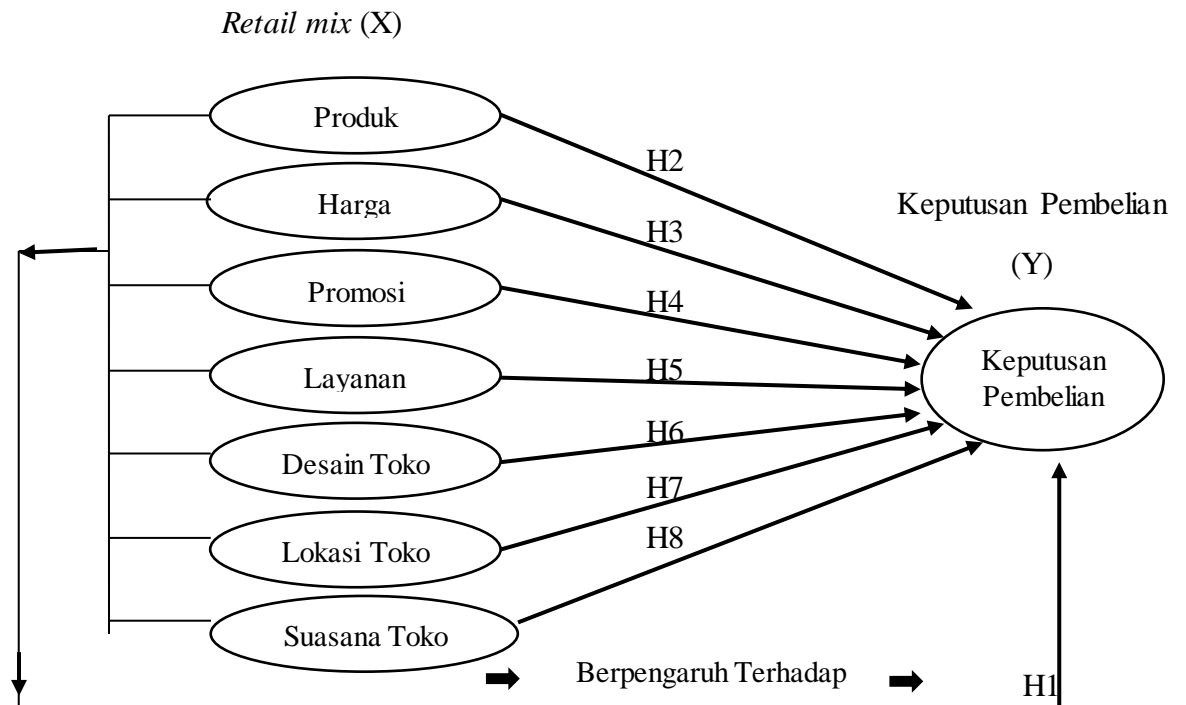 Retail mix (X)
Produk
H2
Harga
H3
Keputusan Pembelian
(Y)
Promosi
H4
Layanan
H5
Keputusan
Pembelian
Desain Toko
H6
Lokasi Toko
H7
H8
Suasana Toko
Berpengaruh Terhadap
H1